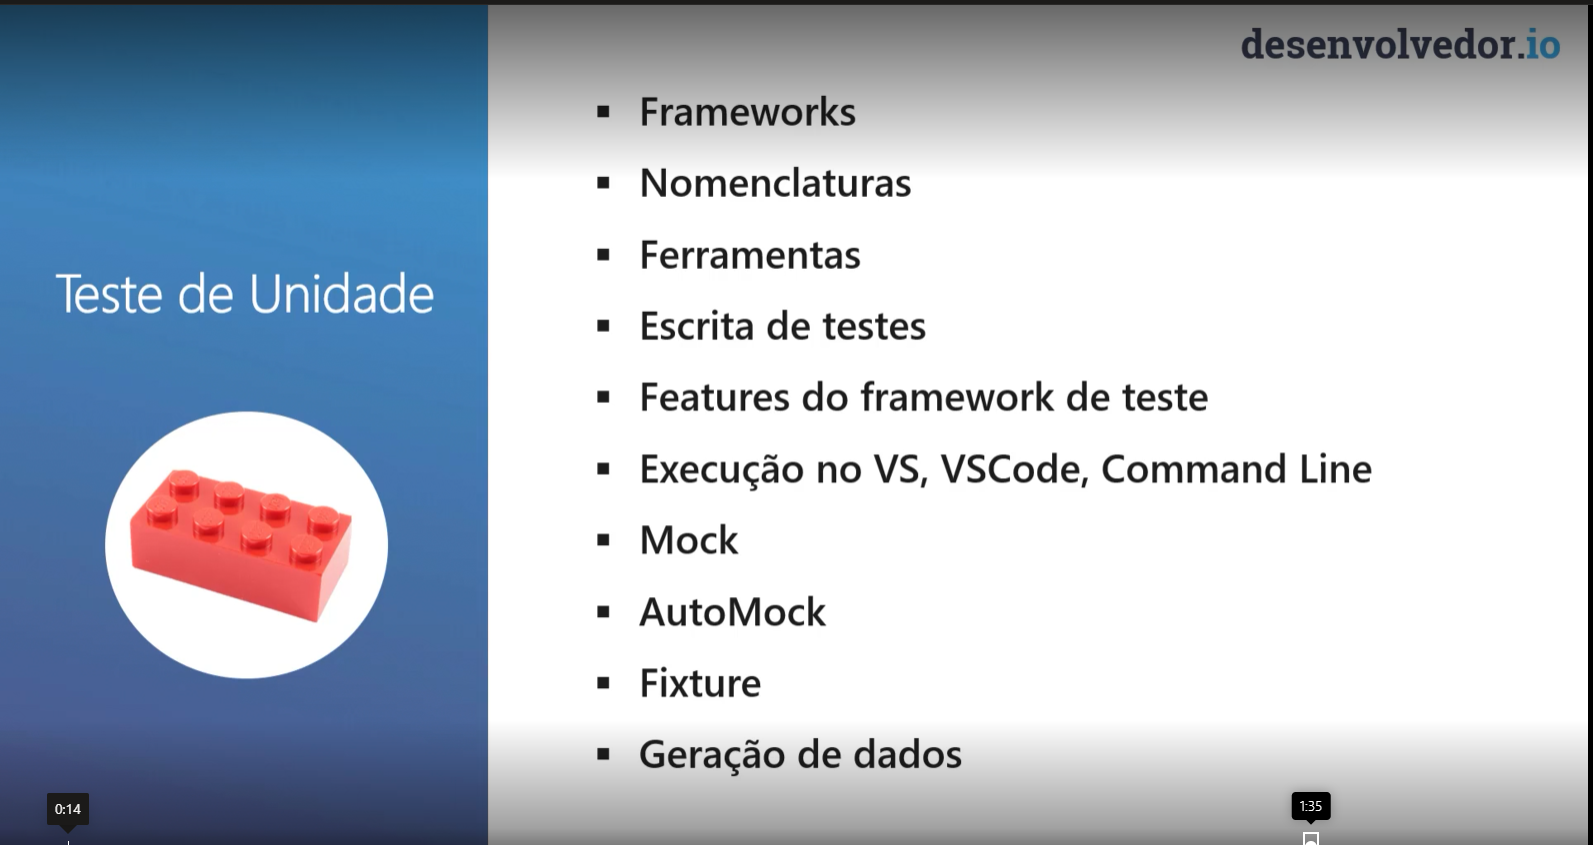 desenvolvedor.io
Teste de Unidade
▪ Frameworks
▪ Nomenclaturas
▪ Ferramentas
▪ Escrita de testes
▪ Features do framework de teste
▪ Execução no VS, VSCode, Command Line
▪ Mock
▪ AutoMock
▪ Fixture
▪ Geração de dados
0:14
1:35